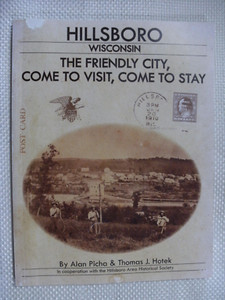 HILLSBORO
WISCONSIN
THE FRIENDLY CITY,
COME TO VISIT, COME TO STAY
POST CARD
By Alan Picha & Thomas J. Hotek
In cooperation with the Hillsboro Area Historical Society